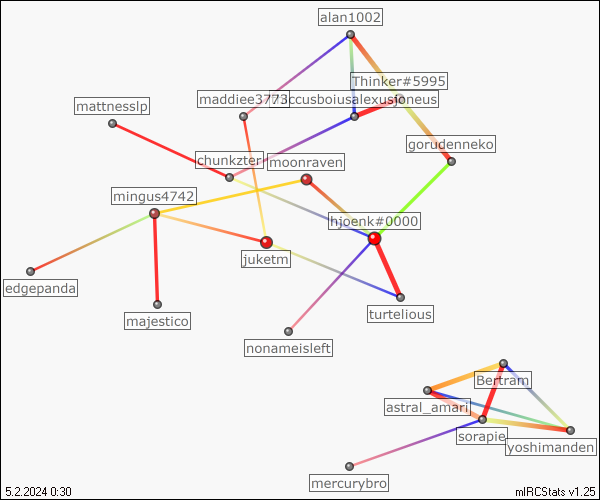 alan1002
Thinker#5995
maddiee3773
mattnesslp
gorudenneko
chunkzter
moonraven
mingus4742
hjoenk#0000
juketm
edgepanda
turtelious
majestico
nonameisleft
Bertram
astral_amari
sorapie
yoshimanden
mercurybro
5.2.2024 0:30
mIRCStats v1.25